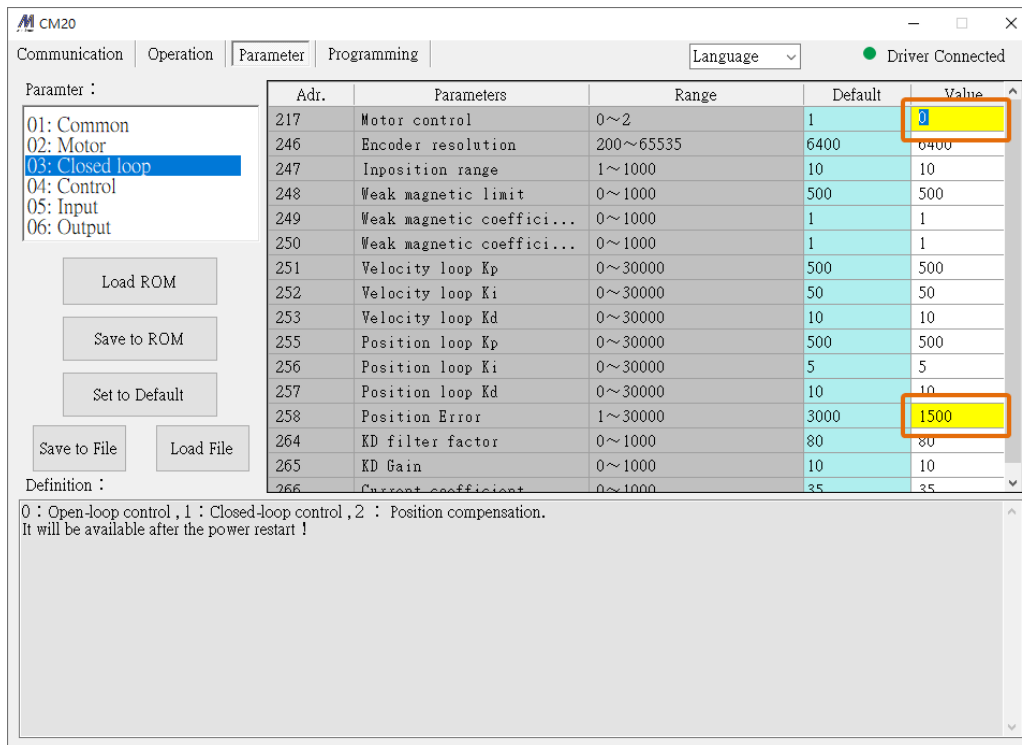 CM20
Communication Operation Parameter Programming Language Driver Connected
Paramter：
01: Common
02: Motor
03: Closed loop
04: Control
05: Input
06: Output
Load ROM
Save to ROM
Set to Default
Save to File Load File
Adr. Parameters Range Default Value
217 Motor control 0～2 1 0
246 Encoder resolution 200～65535 6400 6400
247 Inposition range 1～1000 10 10
248 Weak magnetic limit 0～1000 500 500
249 Weak magnetic coeffici... 0～1000 1 1
250 Weak magnetic coeffici... 0～1000 1 1
251 Velocity loop Kp 0～30000 500 500
252 Velocity loop Ki 0～30000 50 50
253 Velocity loop Kd 0～30000 10 10
255 Position loop Kp 0～30000 500 500
256 Position loop Ki 0～30000 5 5
257 Position loop Kd 0～30000 10 10
258 Position Error 1～30000 3000 1500
264 KD filter factor 0～1000 80 80
265 KD Gain 0～1000 10 10
266 Current coefficient 0～1000 35 35
Definition：
0：Open-loop control , 1：Closed-loop control , 2 ： Position compensation.
It will be available after the power restart！